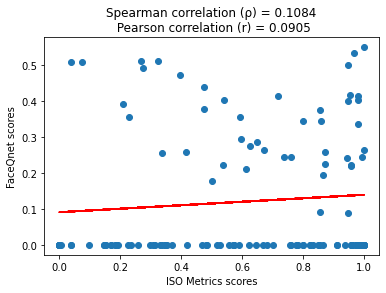 Spearman correlation (ρ) = 0.1084
Pearson correlation (r) = 0.0905
FaceQnet scores
0.5
0.4
0.3
0.2
0.1
0.0
0.0 0.2 0.4 0.6 0.8 1.0
ISO Metrics scores